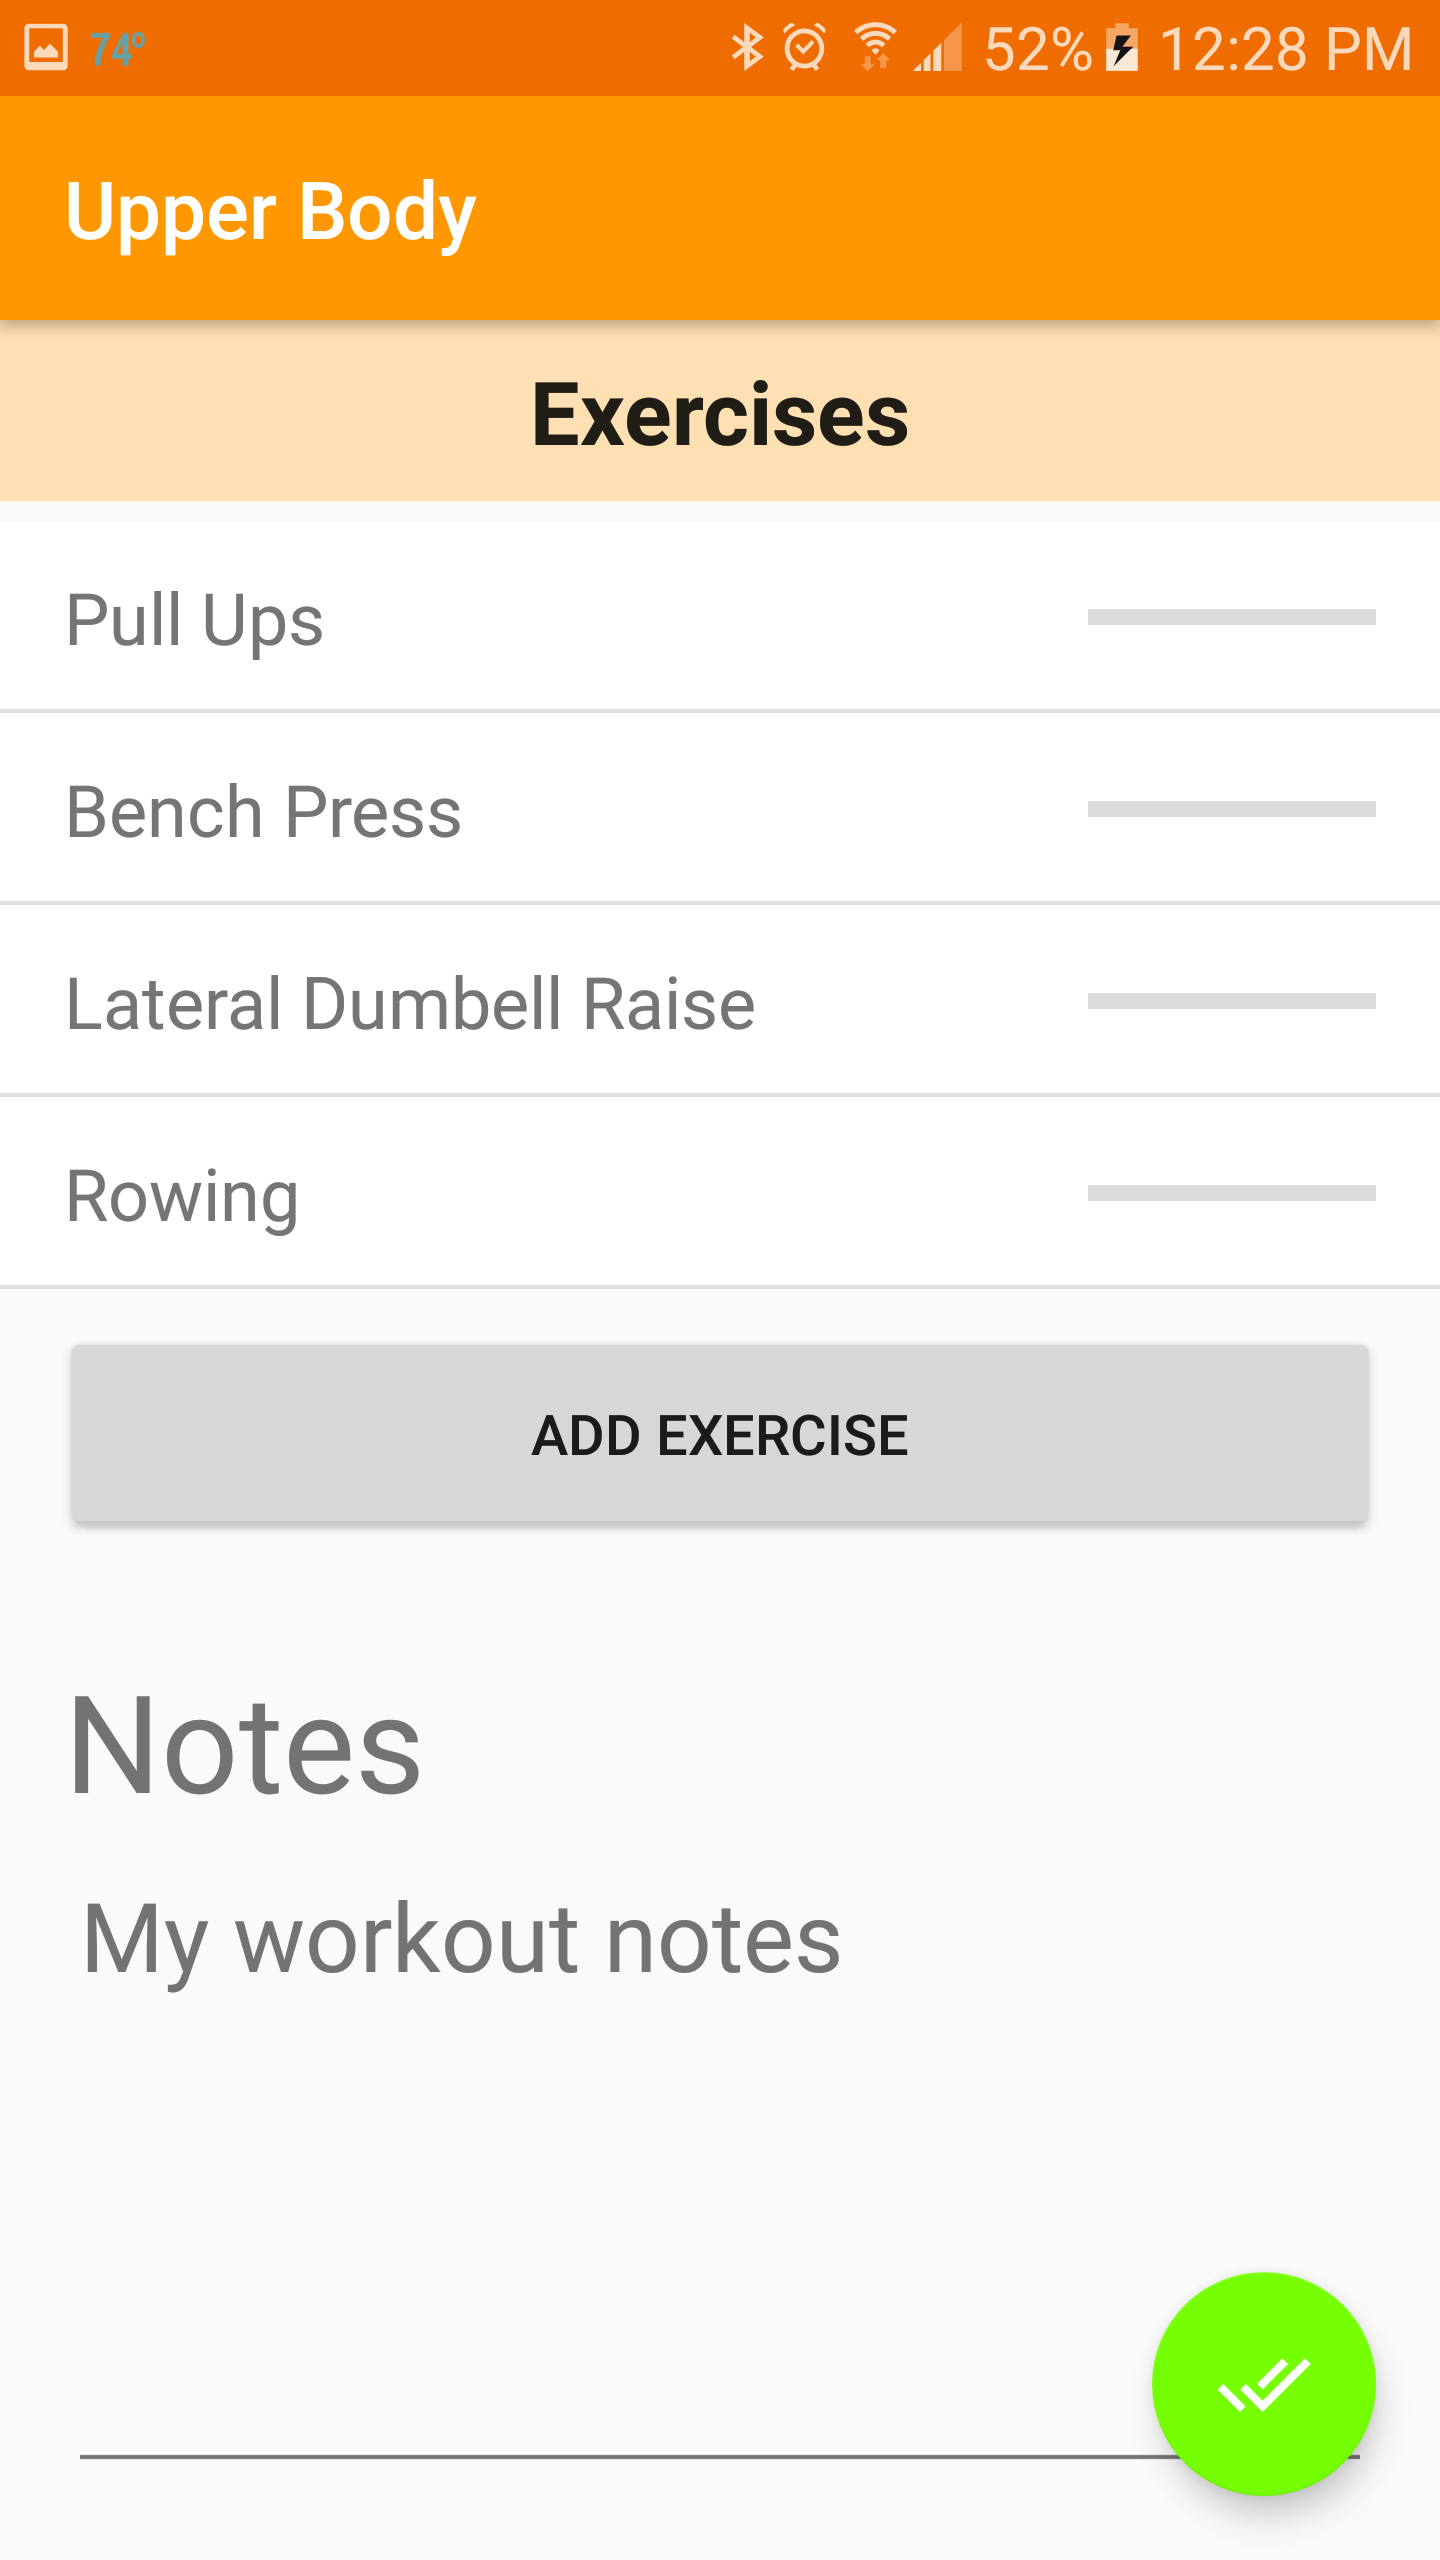 74° 52% 12:28 PM
Upper Body
Exercises
Pull Ups
Bench Press
Lateral Dumbell Raise
Rowing
ADD EXERCISE
Notes
My workout notes